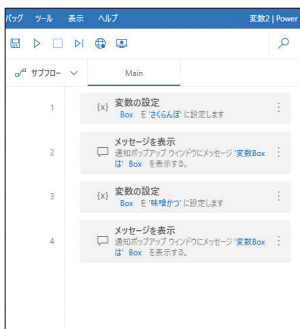 バッグ ツール 表示 ヘルプ 変数2 | Power
サブフロー Main
1 {x} 変数の設定
Box を 'さくらんぼ' に設定します
2 メッセージを表示
通知ポップアップ ウィンドウにメッセージ '変数Box
は' Box を表示する。
3 {x} 変数の設定
Box を '味噌かつ' に設定します
4 メッセージを表示
通知ポップアップ ウィンドウにメッセージ '変数Box
は' Box を表示する。